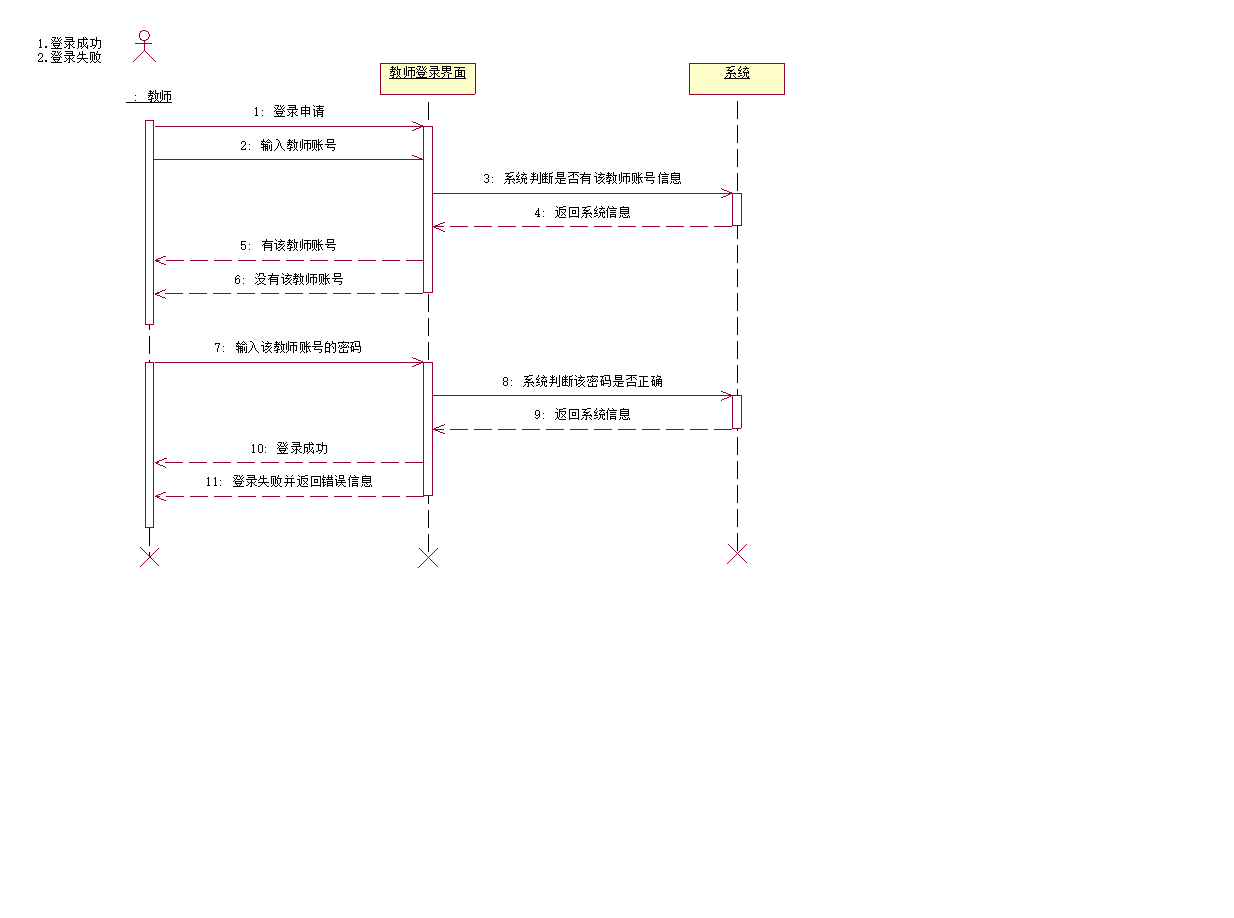 1.登录成功
2.登录失败
教师登录界面
系统
: 教师
1: 登录申请
2: 输入教师账号
3: 系统判断是否有该教师账号信息
4: 返回系统信息
5: 有该教师账号
6: 没有该教师账号
7: 输入该教师账号的密码
8: 系统判断该密码是否正确
9: 返回系统信息
10: 登录成功
11: 登录失败并返回错误信息